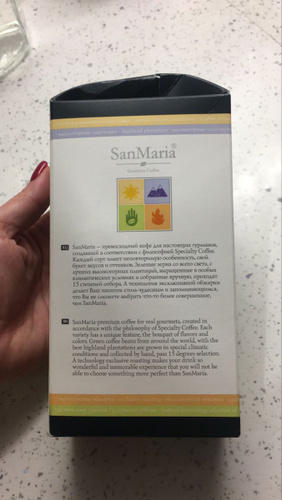 highland plantations
SanMaria®
Gourmet Coffee
RU SanMaria — премиальный кофе для настоящих гурманов,
созданный в соответствии с философией Specialty Coffee.
Каждый сорт имеет неповторимую особенность, свой
букет вкусов и оттенков. Зеленые зерна со всего света, с
лучших высокогорных плантаций, выращенные в особых
климатических условиях и собранные вручную, проходят
15 степеней отбора. А технология эксклюзивной обжарки
делает Ваш напиток столь чудесным и запоминающимся,
что Вы не сможете выбрать что-то более совершенное,
чем SanMaria.
SanMaria-premium coffee for real gourmets, created in
accordance with the philosophy of Specialty Coffee. Each
variety has a unique feature, the bouquet of flavors and
colors. Green coffee beans from around the world, with the
best highland plantations are grown in special climatic
conditions and collected by hand, pass 15 degrees selection.
A technology exclusive roasting makes your drink so
wonderful and memorable experience that you will not be
able to choose something more perfect than SanMaria.